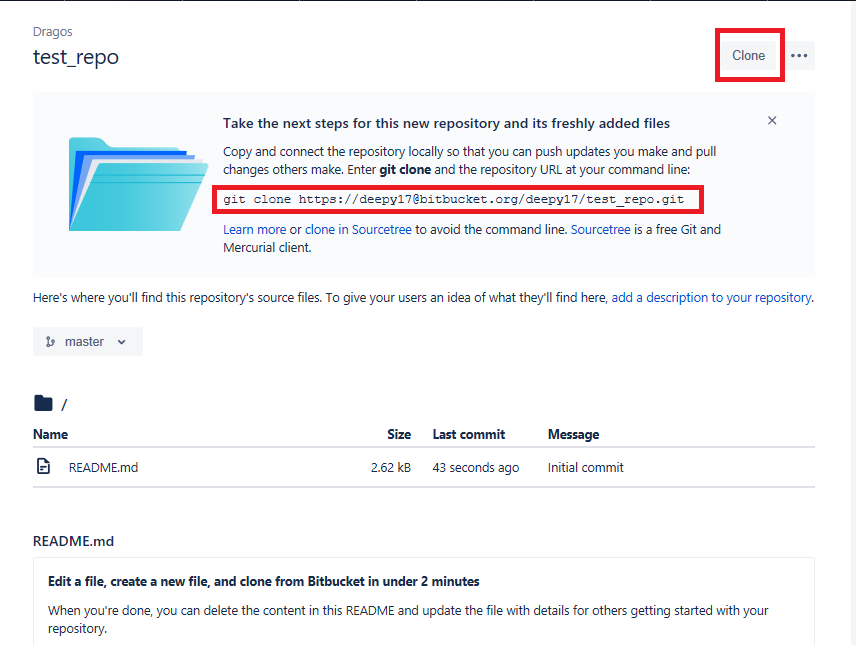 Dragos
test_repo
Clone
Take the next steps for this new repository and its freshly added files
Copy and connect the repository locally so that you can push updates you make and pull
changes others make. Enter git clone and the repository URL at your command line:
git clone https://deepy17@bitbucket.org/deepy17/test_repo.git
Learn more or clone in Sourcetree to avoid the command line. Sourcetree is a free Git and
Mercurial client.
Here's where you'll find this repository's source files. To give your users an idea of what they'll find here, add a description to your repository.
master
/
Name Size Last commit Message
README.md 2.62 kB 43 seconds ago Initial commit
README.md
Edit a file, create a new file, and clone from Bitbucket in under 2 minutes
When you're done, you can delete the content in this README and update the file with details for others getting started with your
repository.